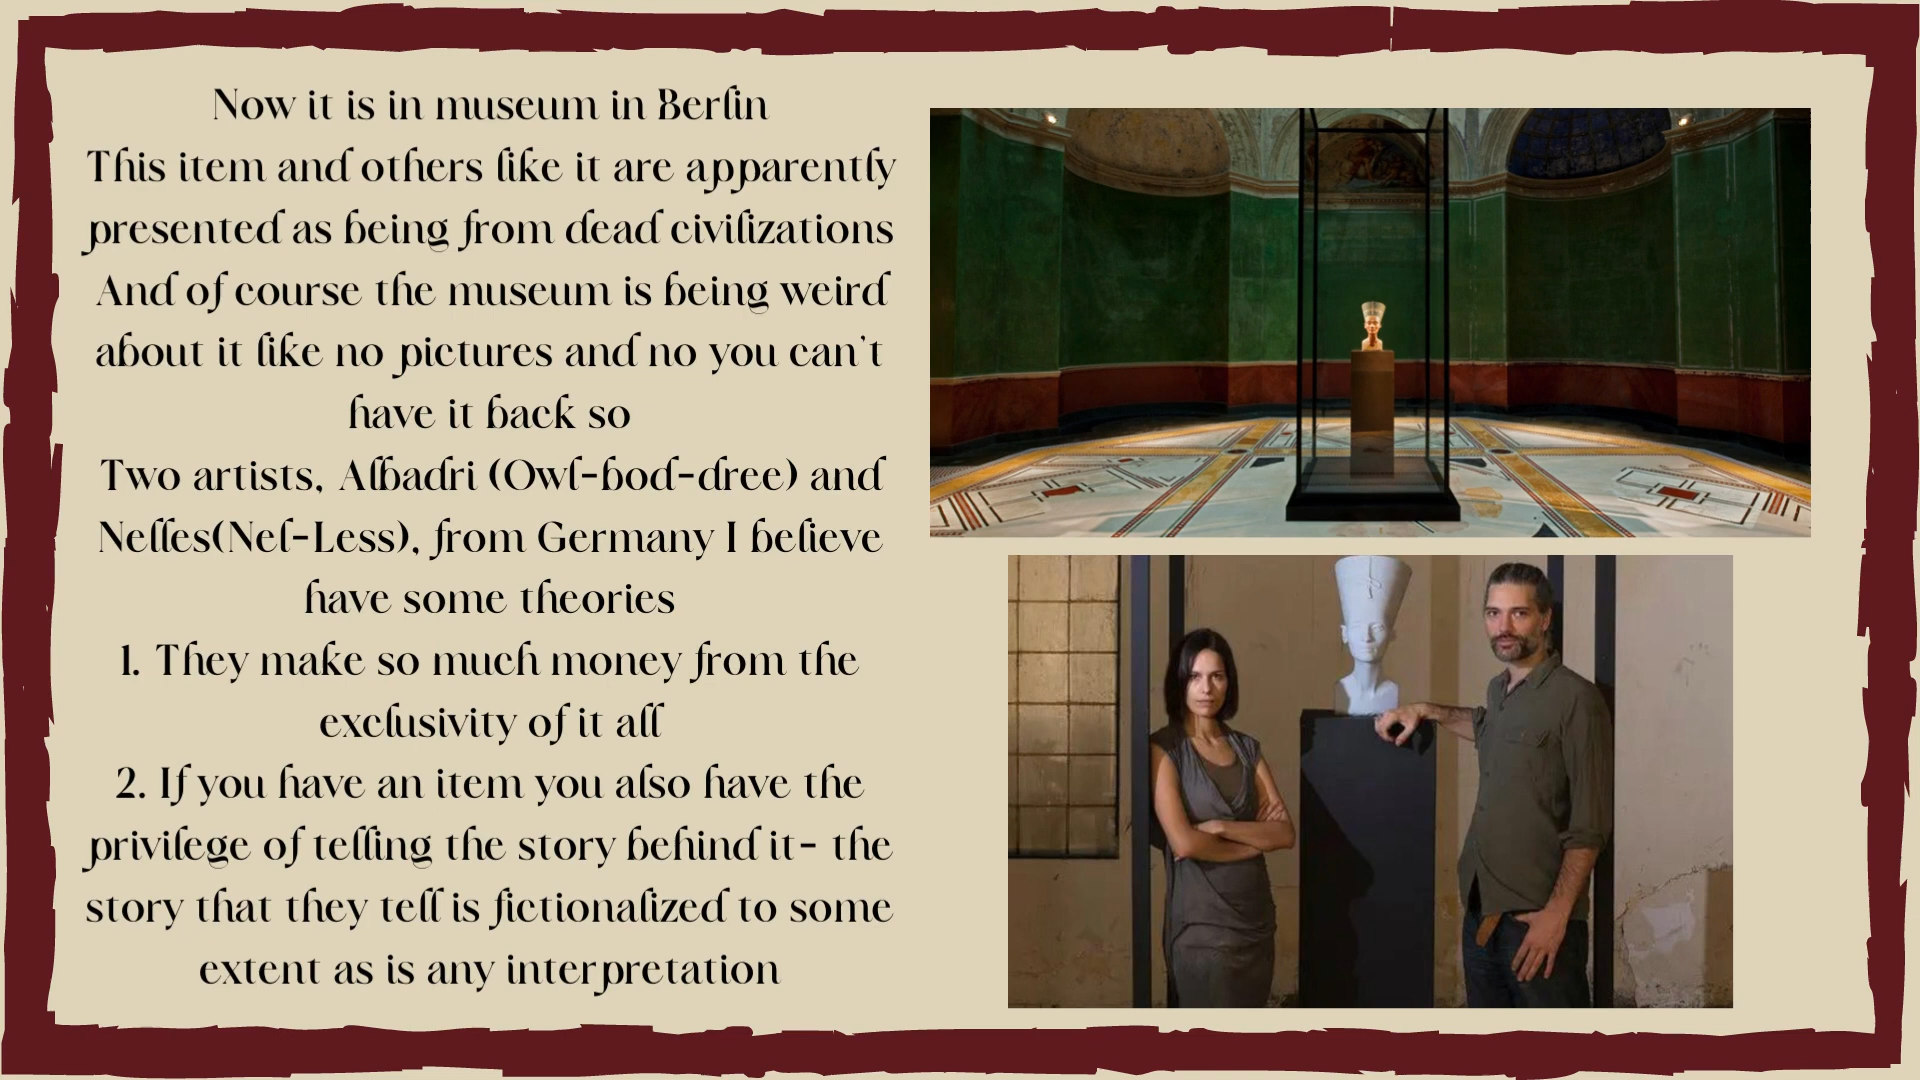 Now it is in museum in Berlin
This item and others like it are apparently
presented as being from dead civilizations
And of course the museum is being weird
about it like no pictures and no you can't
have it back so
Two artists, Albadri (Owl-bod-dree) and
Nelles(Nel-Less), from Germany I believe
have some theories
1. They make so much money from the
exclusivity of it all
2. If you have an item you also have the
privilege of telling the story behind it- the
story that they tell is fictionalized to some
extent as is any interpretation